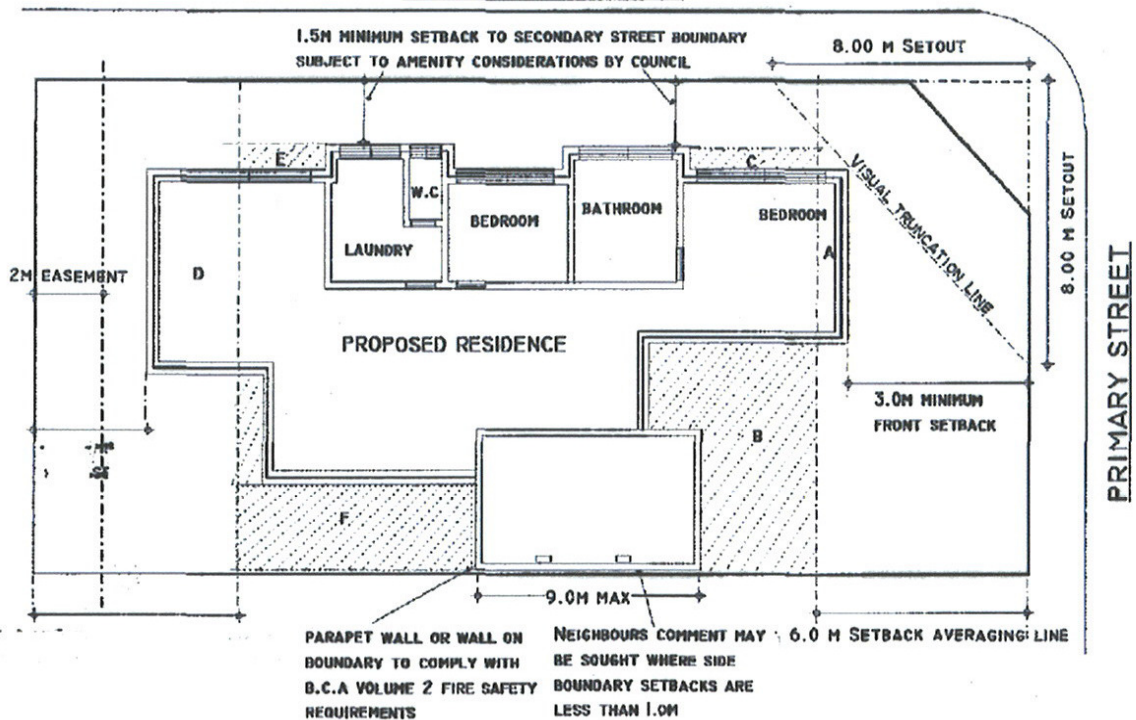 1.5M MINIMUM SETBACK TO SECONDARY STREET BOUNDARY
SUBJECT TO AMENITY CONSIDERATIONS BY COUNCIL
8.00 M SETOUT
E
C
VISUAL TRUNCATION LINE
8.00 M SETOUT
W.C
BEDROOM
BATHROOM
BEDROOM
LAUNDRY
A
2M EASEMENT
D
PROPOSED RESIDENCE
PRIMARY STREET
3.0M MINIMUM
FRONT SETBACK
B
F
9.0M MAX
PARAPET WALL OR WALL ON
BOUNDARY TO COMPLY WITH
B.C.A VOLUME 2 FIRE SAFETY
REQUIREMENTS
NEIGHBOURS COMMENT MAY
BE SOUGHT WHERE SIDE
BOUNDARY SETBACKS ARE
LESS THAN 1.0M
6.0 M SETBACK AVERAGING LINE